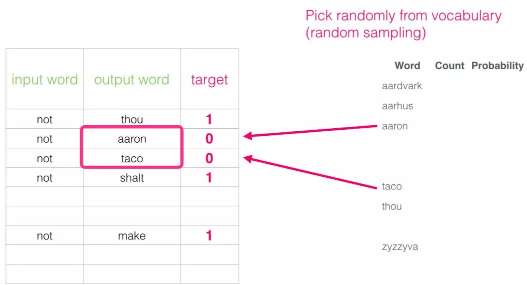 Pick randomly from vocabulary
(random sampling)
input word output word target
not thou 1
not aaron 0
not taco 0
not shalt 1
not make 1
Word Count Probability
aardvark
aarhus
aaron
taco
thou
zyzzyva